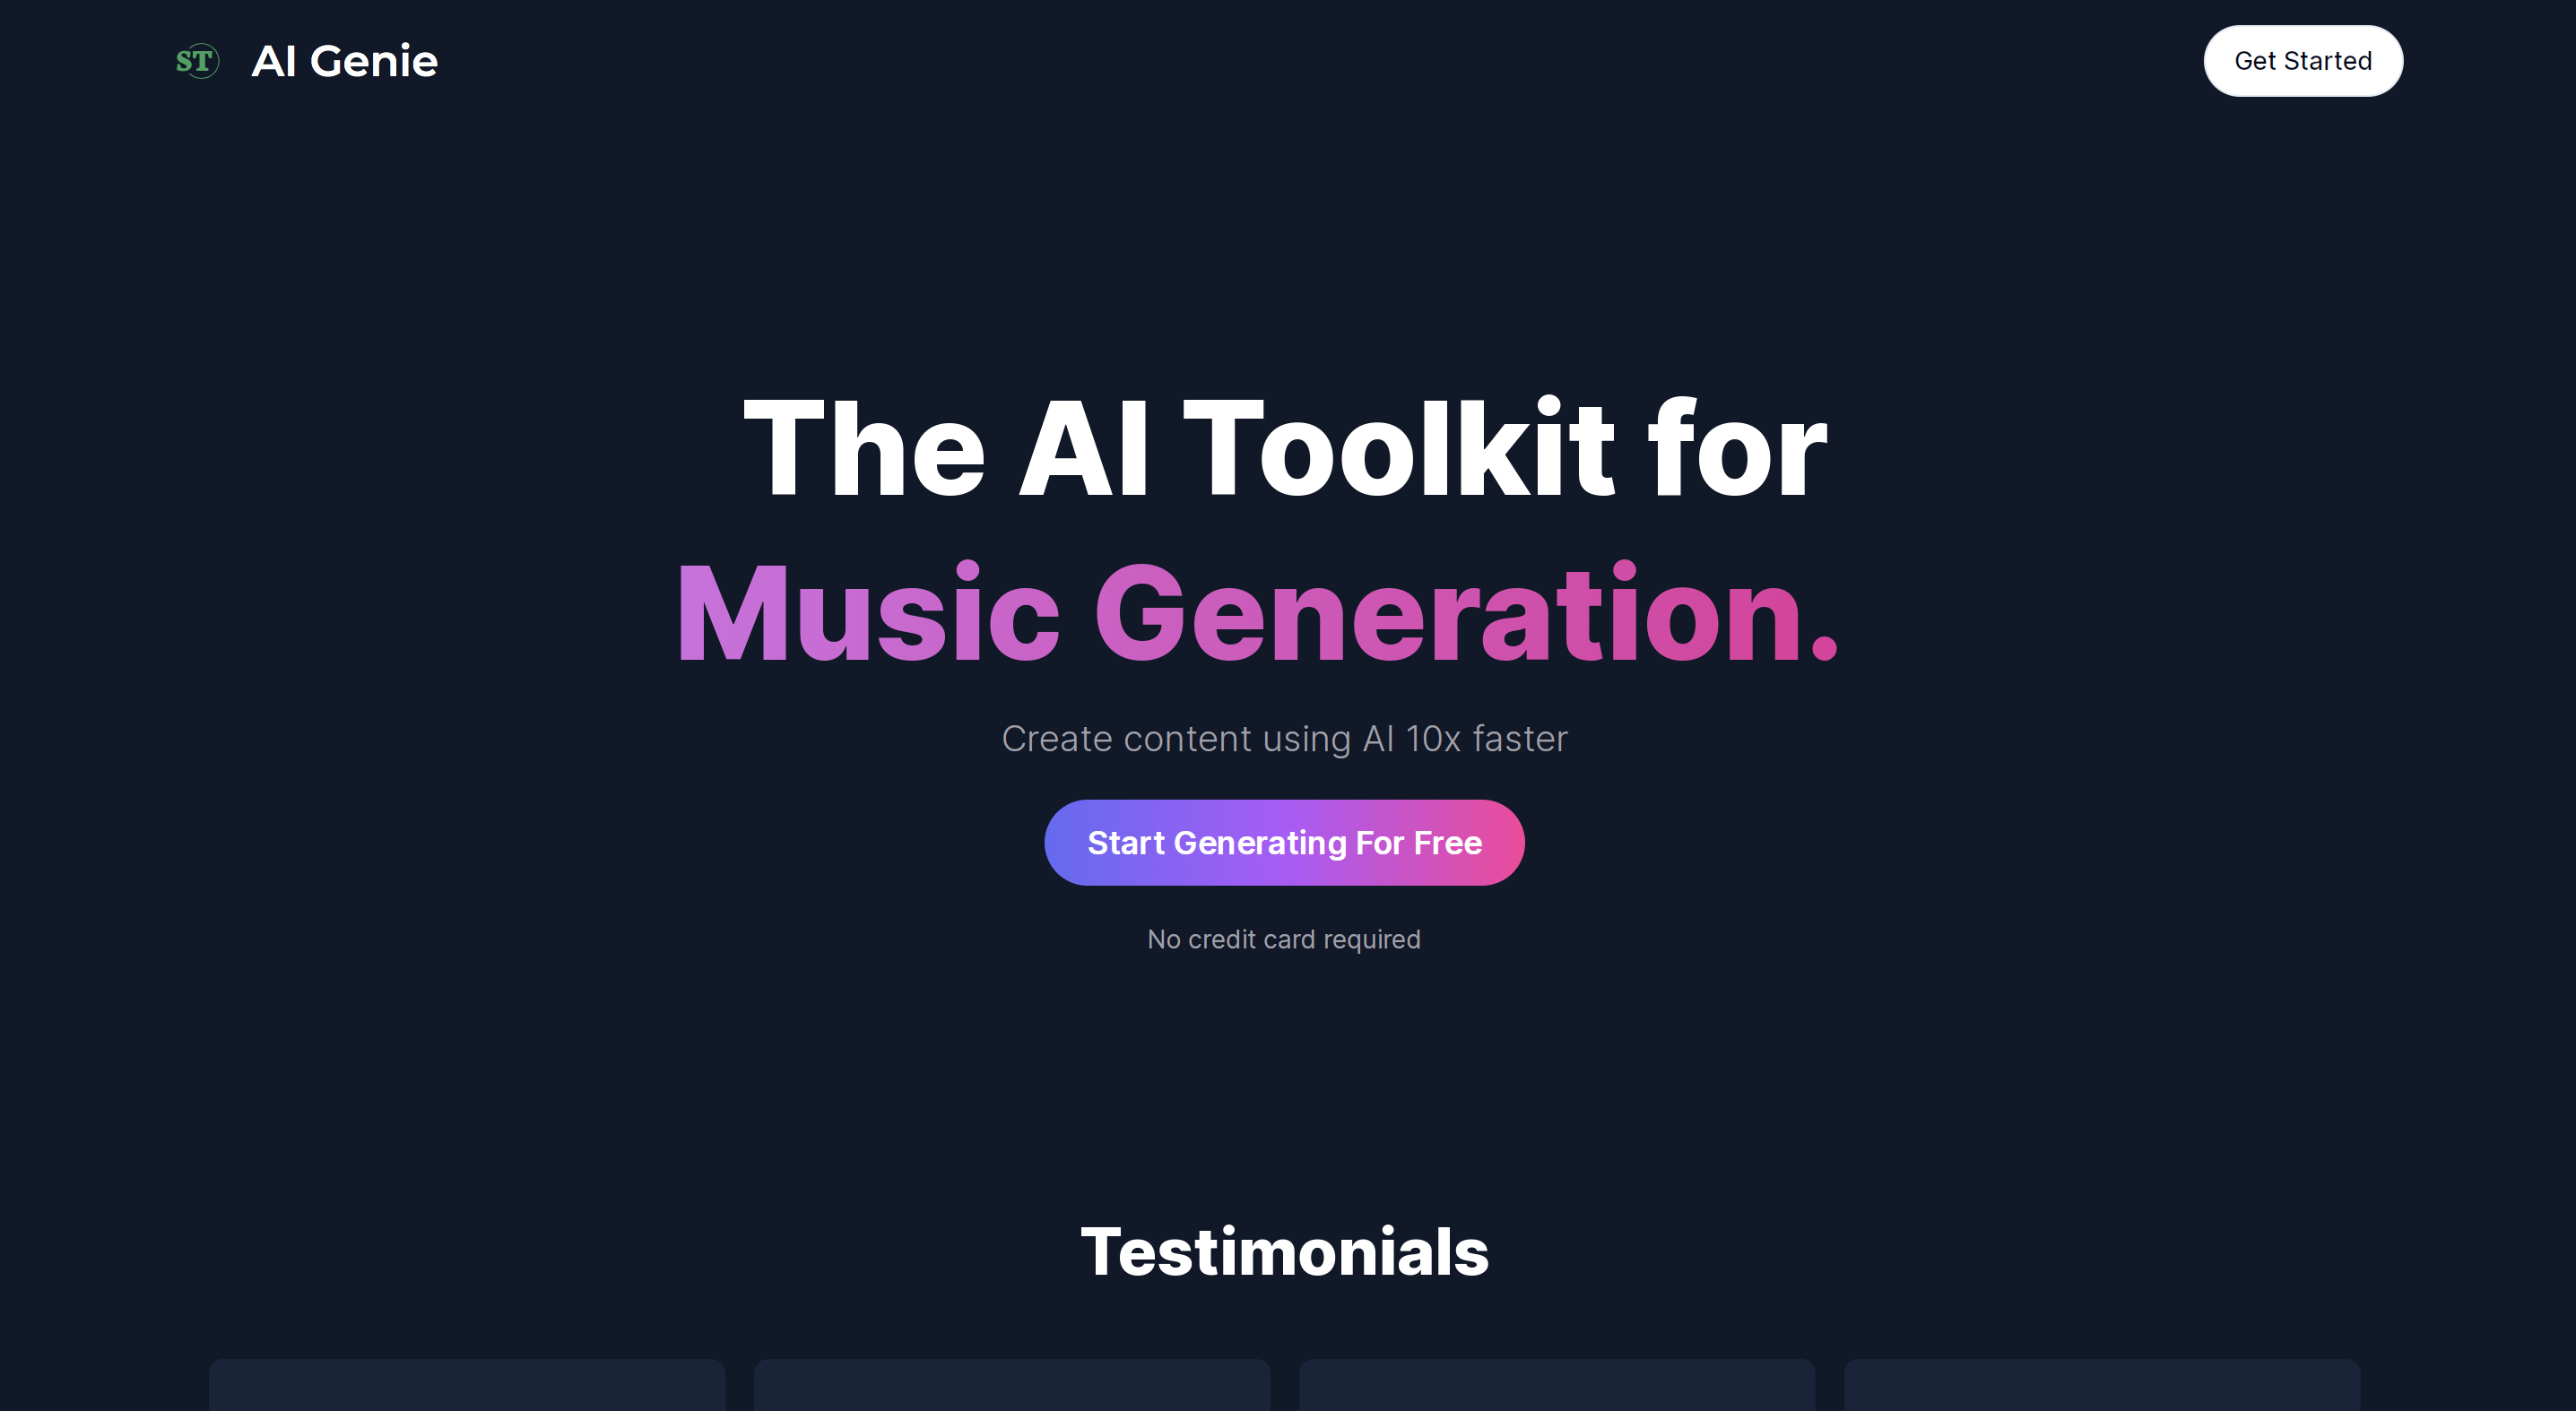 ST AI Genie
Get Started
The AI Toolkit for
Music Generation.
Create content using AI 10x faster
Start Generating For Free
No credit card required
Testimonials